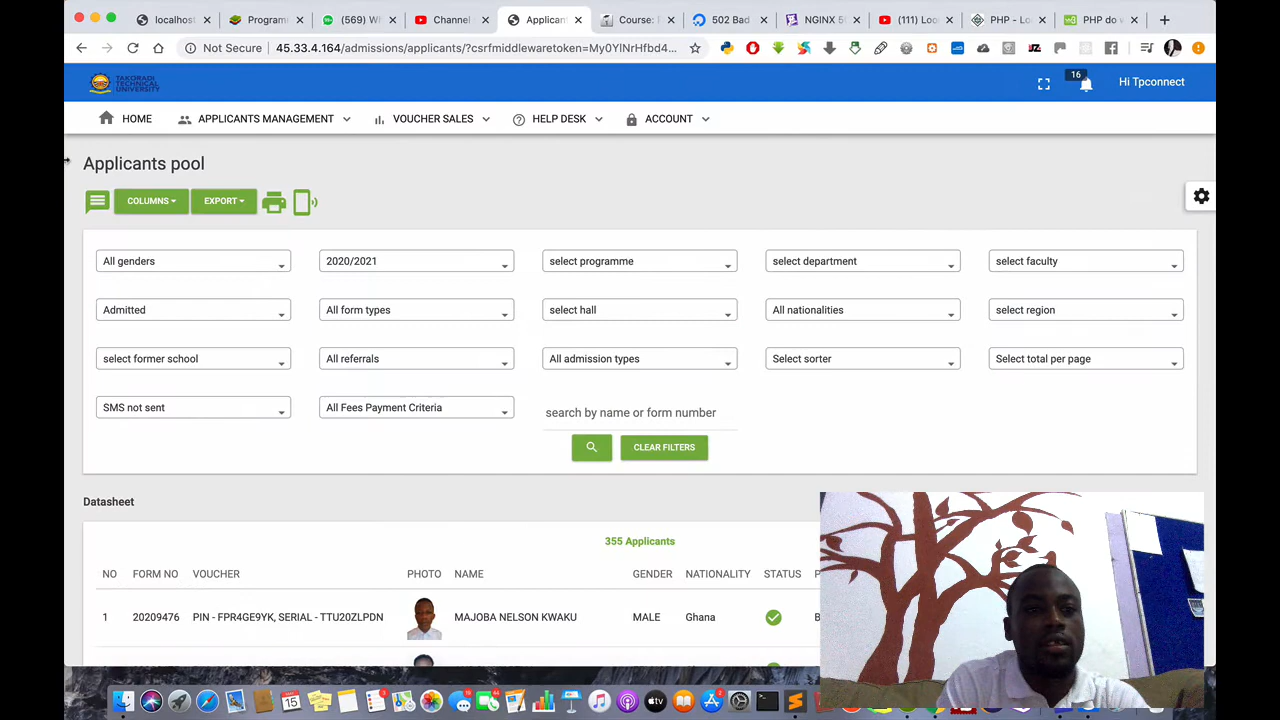 localhost
Program
(569) W
Channel
Applican
Course:
502 Bad
NGINX 5
(111) Loo
PHP - Lo
PHP do
Not Secure
45.33.4.164/admissions/applicants/?csrfmiddlewaretoken=My0YlNrHfbd4...
TAKORADI
TECHNICAL
UNIVERSITY
16
Hi Tpconnect
HOME
APPLICANTS MANAGEMENT
VOUCHER SALES
HELP DESK
ACCOUNT
Applicants pool
COLUMNS
EXPORT
All genders
2020/2021
select programme
select department
select faculty
Admitted
All form types
select hall
All nationalities
select region
select former school
All referrals
All admission types
Select sorter
Select total per page
SMS not sent
All Fees Payment Criteria
search by name or form number
CLEAR FILTERS
Datasheet
355 Applicants
NO FORM NO VOUCHER PHOTO NAME GENDER NATIONALITY STATUS P
1 20209476 PIN - FPR4GE9YK, SERIAL - TTU20ZLPDN MAJOBA NELSON KWAKU MALE Ghana B